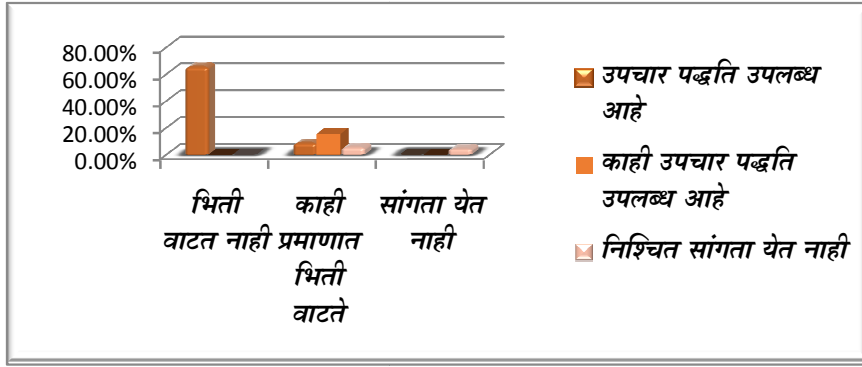 80.00%
60.00%
40.00%
20.00%
0.00%
भिती
वाटत नाही
काही
प्रमाणात
भिती
वाटते
सांगता येत
नाही
उपचार पद्धति उपलब्ध
आहे
काही उपचार पद्धति
उपलब्ध आहे
निश्चित सांगता येत नाही